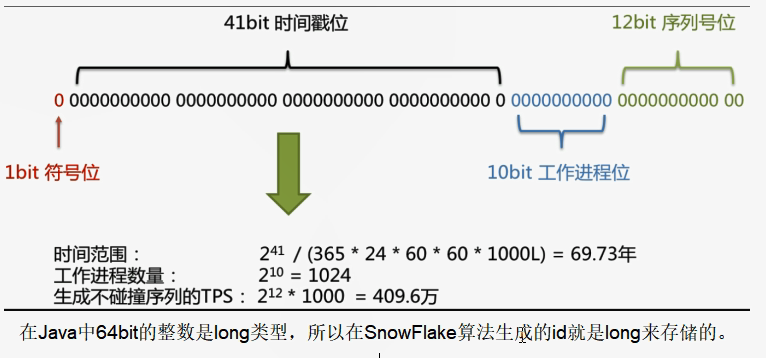 41bit 时间戳位
12bit 序列号位
0 0000000000 0000000000 0000000000 0000000000 0 0000000000 0000000000 00
1bit 符号位
10bit 工作进程位
时间范围： 2⁴¹ / (365 * 24 * 60 * 60 * 1000L) = 69.73年
工作进程数量： 2¹⁰ = 1024
生成不碰撞序列的TPS： 2¹² * 1000 = 409.6万
在Java中64bit的整数是long类型，所以在SnowFlake算法生成的id就是long来存储的。